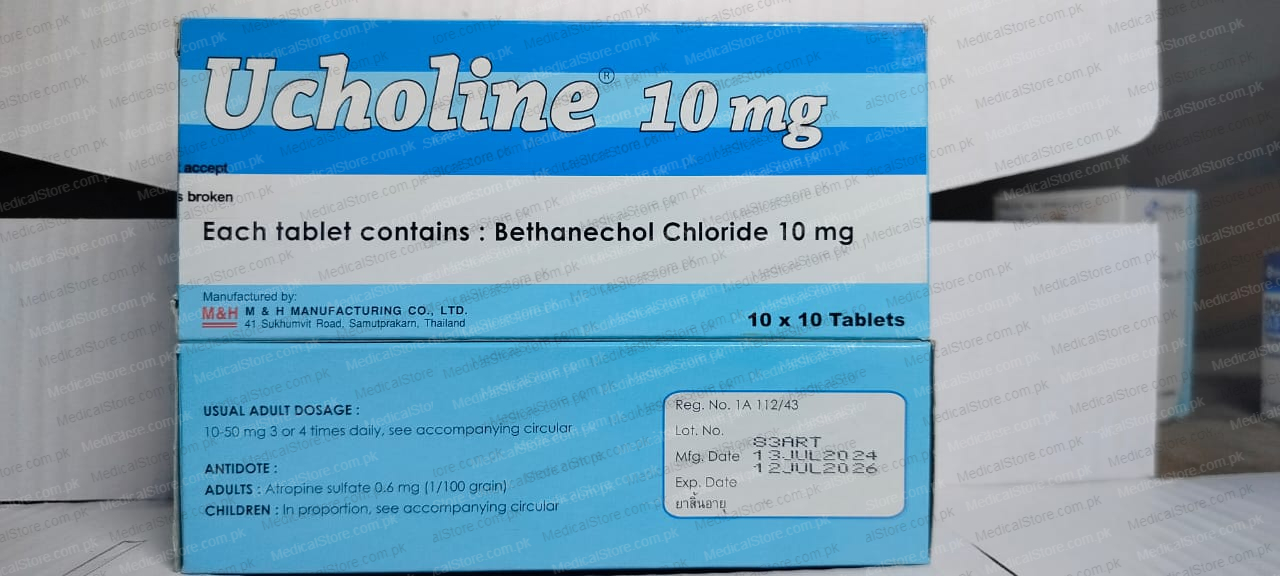 Ucholine® 10 mg
accept
s broken
Each tablet contains : Bethanechol Chloride 10 mg
Manufactured by:
M&H M & H MANUFACTURING CO., LTD.
41 Sukhumvit Road, Samutprakarn, Thailand
10 x 10 Tablets
USUAL ADULT DOSAGE :
10-50 mg 3 or 4 times daily, see accompanying circular
ANTIDOTE :
ADULTS : Atropine sulfate 0.6 mg (1/100 grain)
CHILDREN : In proportion, see accompanying circular
Reg. No. 1A 112/43
Lot. No. 83ART
Mfg. Date 13JUL2024
12JUL2026
Exp. Date
ยาสิ้นอายุ
MedicalStore.com.pk